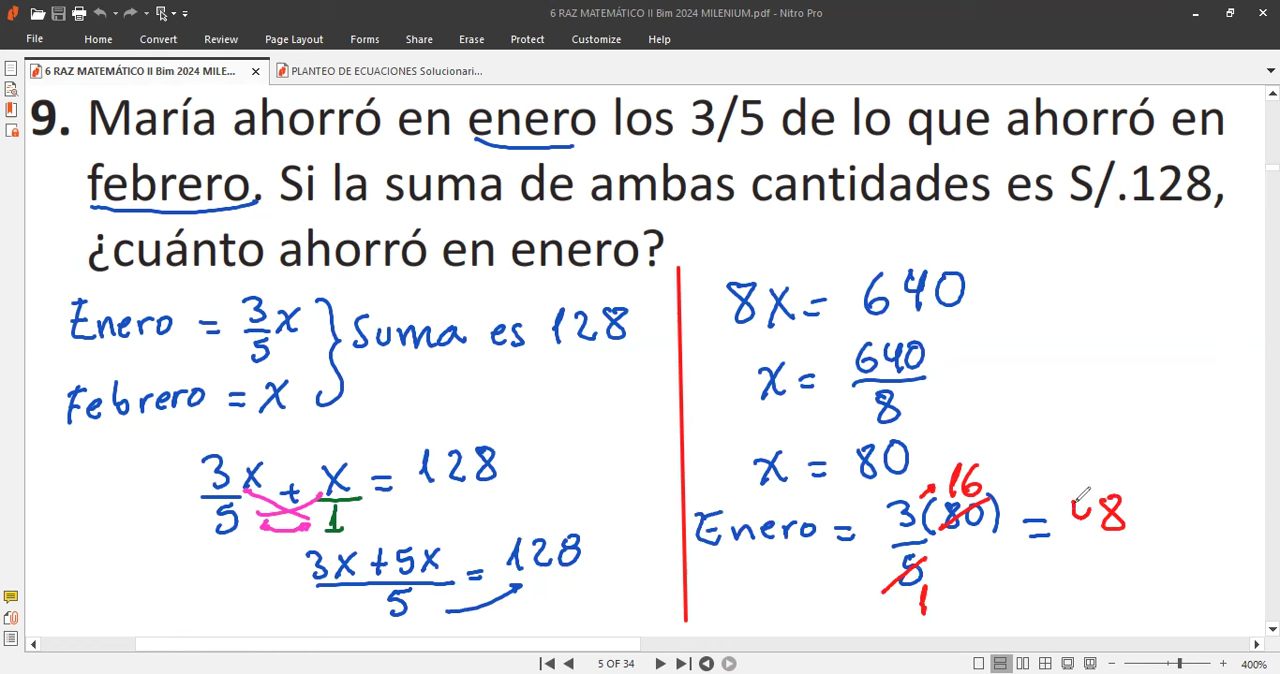 6 RAZ MATEMÁTICO II Bim 2024 MILENIUM.pdf - Nitro Pro
File Home Convert Review Page Layout Forms Share Erase Protect Customize Help
6 RAZ MATEMÁTICO II Bim 2024 MILE... PLANTEO DE ECUACIONES Solucionari...
9. María ahorró en enero los 3/5 de lo que ahorró en
febrero. Si la suma de ambas cantidades es S/.128,
¿cuánto ahorró en enero?
Enero = 3/5 x } Suma es 128
Febrero = x
3x/5 + x/1 = 128
3x + 5x/5 = 128
8x = 640
x = 640/8
x = 80
16
Enero = 3(80)/5 = 8
1
5 OF 34
400%